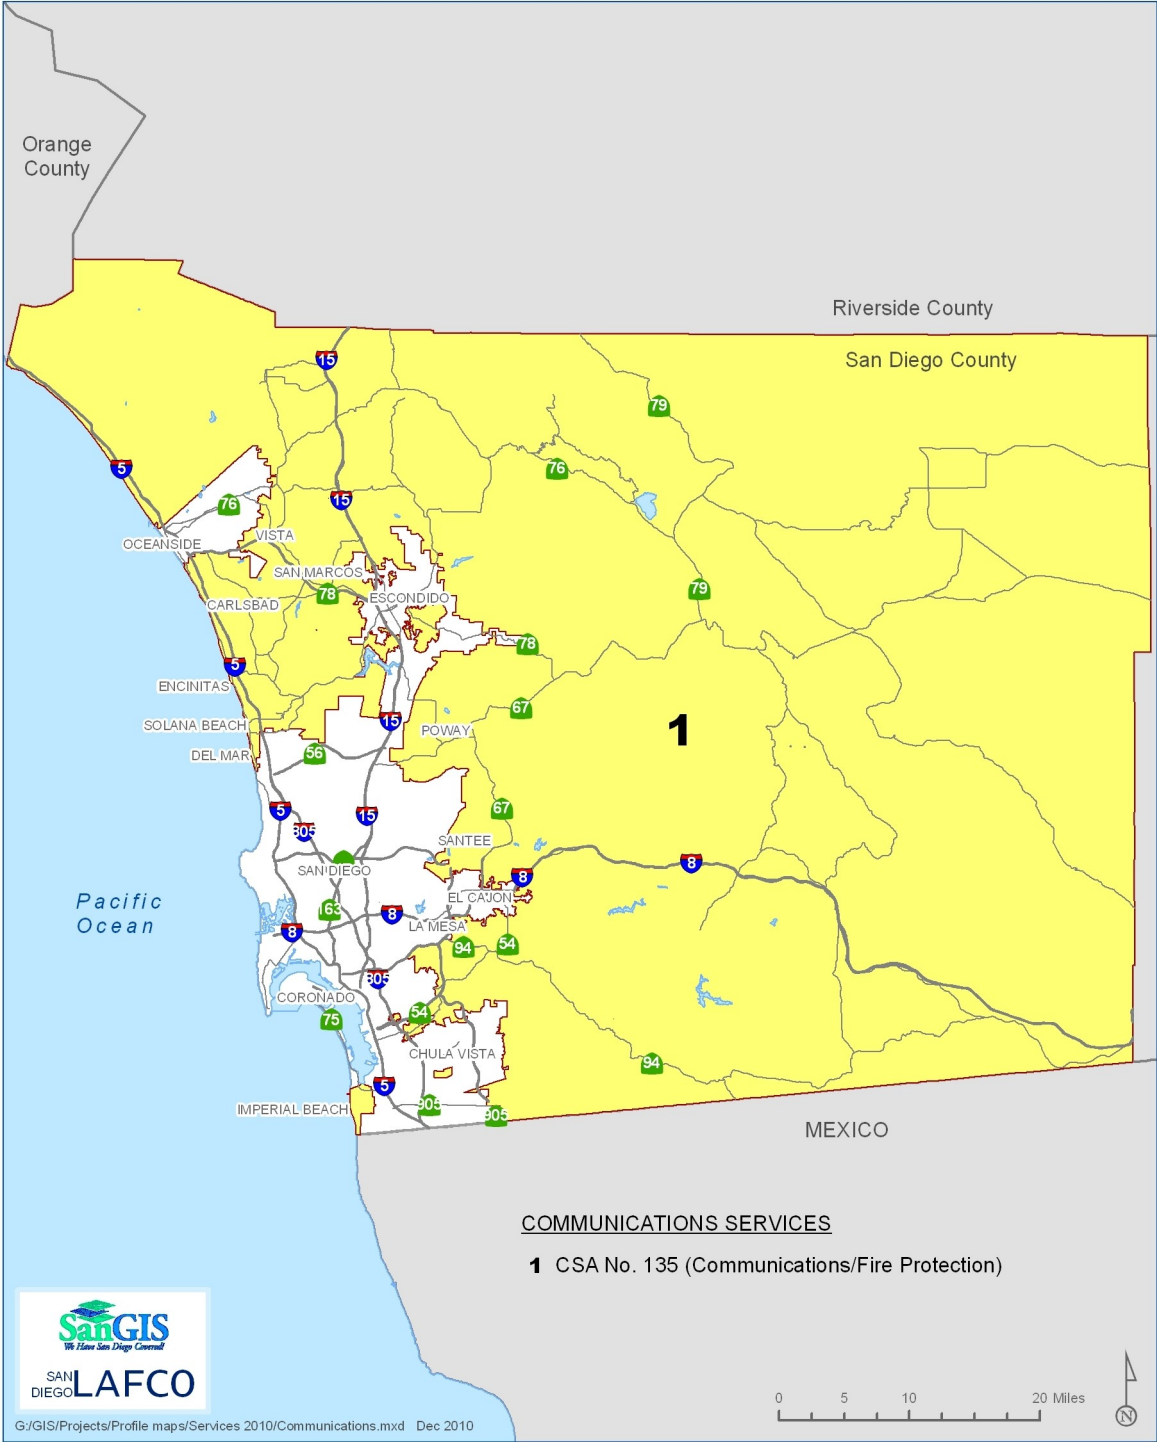 Orange
County
Riverside County
San Diego County
15
79
5
76
15
76
OCEANSIDE
VISTA
SAN MARCOS
78
ESCONDIDO
CARLSBAD
79
78
5
ENCINITAS
67
SOLANA BEACH
15
POWAY
1
DEL MAR
56
5
15
67
805
SANTEE
SAN DIEGO
8
8
EL CAJON
Pacific
Ocean
163
8
LA MESA
8
94
54
805
CORONADO
75
54
CHULA VISTA
94
5
IMPERIAL BEACH
905
905
MEXICO
COMMUNICATIONS SERVICES
1 CSA No. 135 (Communications/Fire Protection)
SanGIS
We Have San Diego Covered!
SAN
DIEGO LAFCO
0 5 10 20 Miles
N
G:/GIS/Projects/Profile maps/Services 2010/Communications.mxd Dec 2010